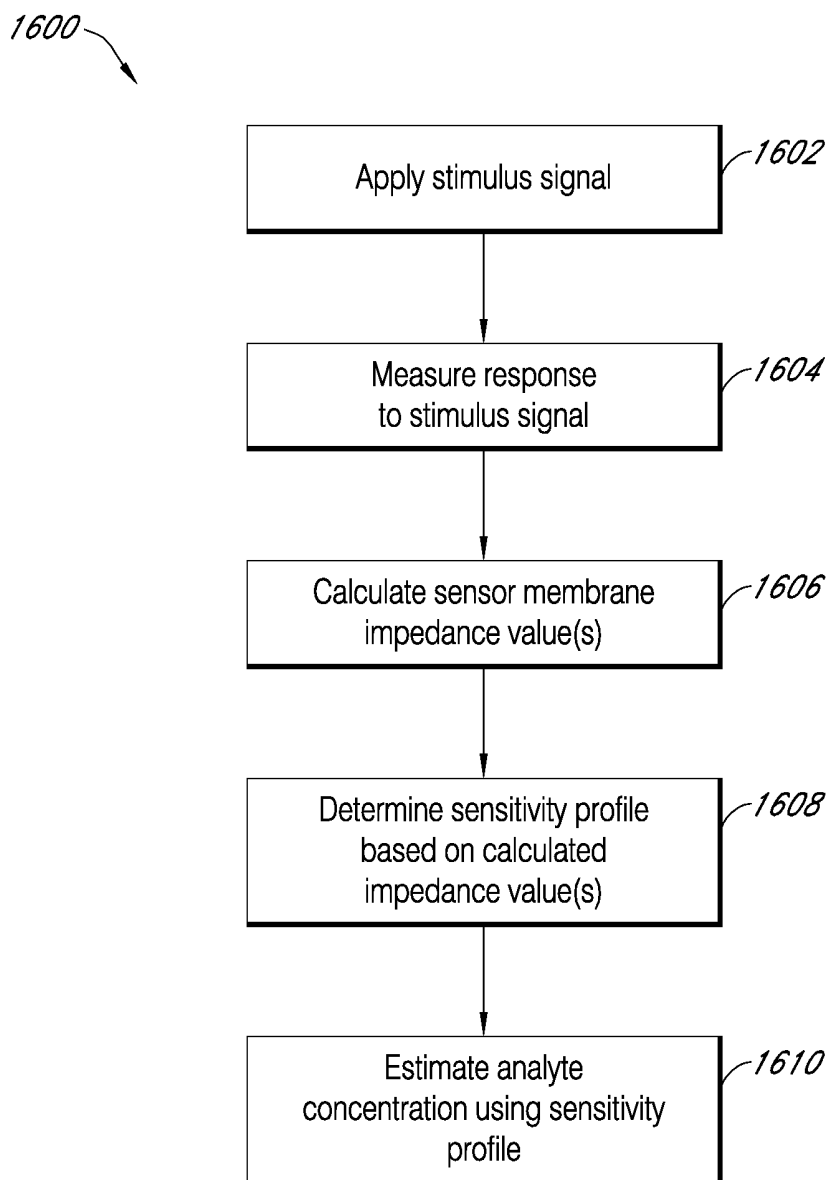 1600
Apply stimulus signal
1602
Measure response
to stimulus signal
1604
Calculate sensor membrane
impedance value(s)
1606
Determine sensitivity profile
based on calculated
impedance value(s)
1608
Estimate analyte
concentration using sensitivity
profile
1610